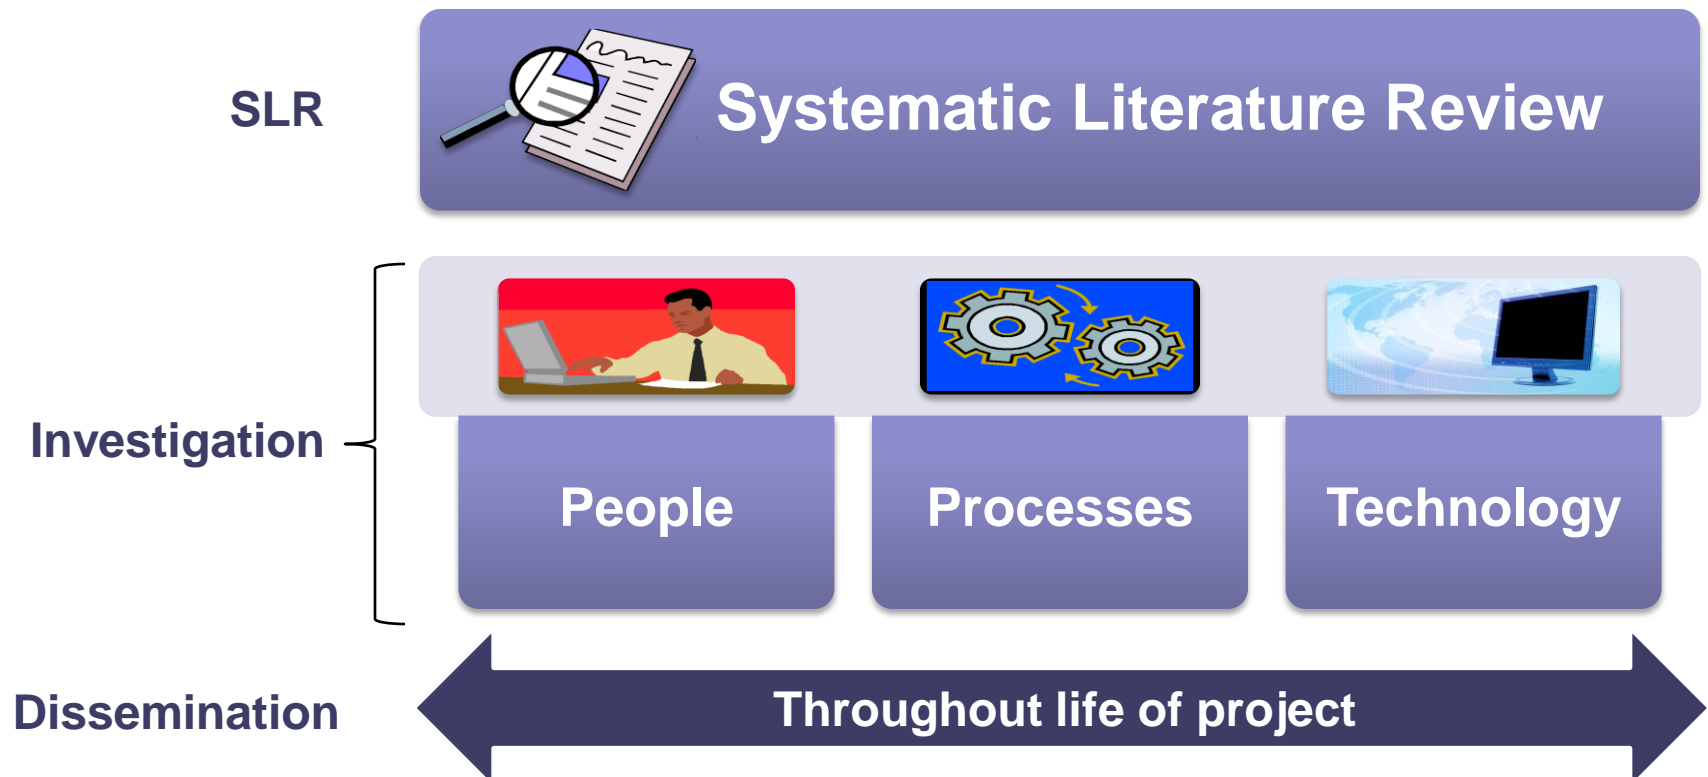 SLR
Systematic Literature Review
Investigation
People
Processes
Technology
Dissemination
Throughout life of project